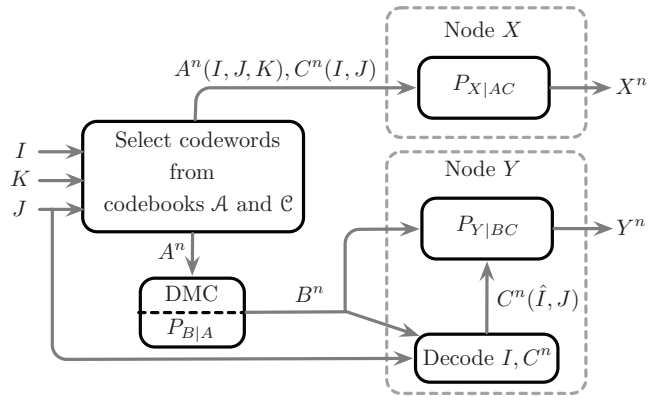 Node X
A^n(I, J, K), C^n(I, J)
P_{X|AC}
X^n
I
K
J
Select codewords
from
codebooks 𝒜 and 𝒞
Node Y
P_{Y|BC}
Y^n
A^n
DMC
P_{B|A}
B^n
C^n(Î, J)
Decode I, C^n